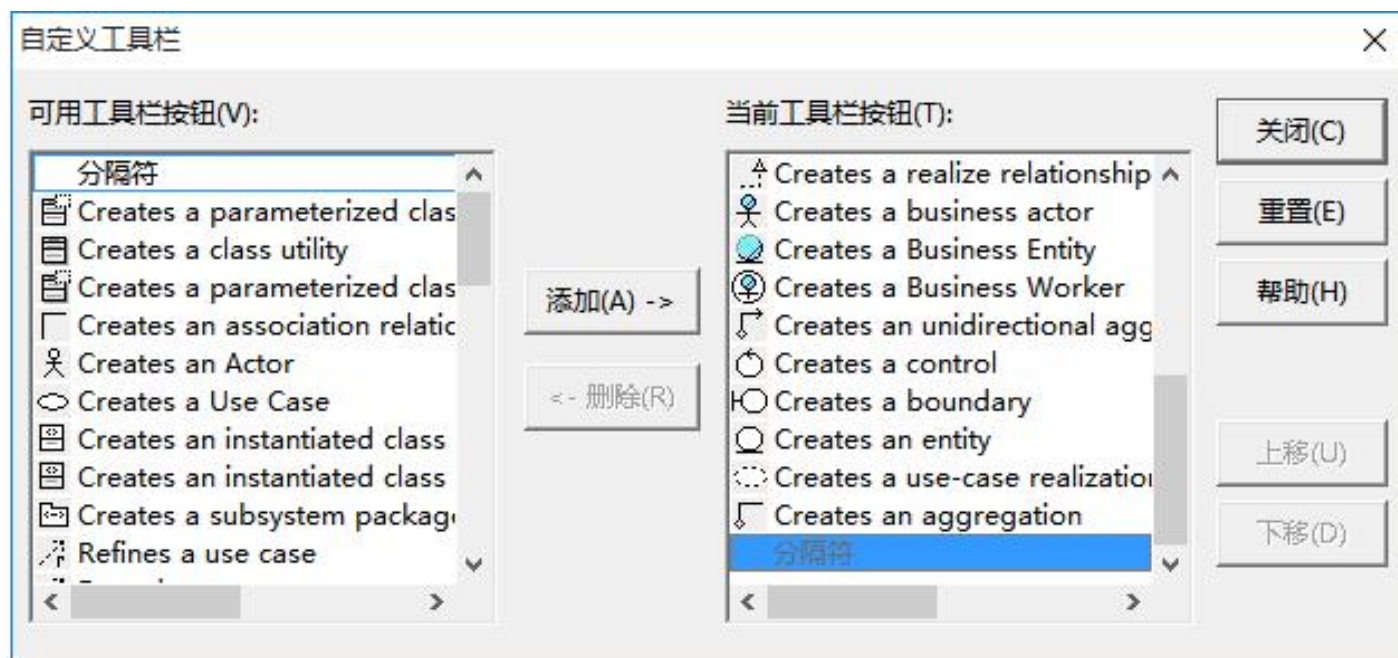 自定义工具栏
可用工具栏按钮(V):
分隔符
Creates a parameterized clas
Creates a class utility
Creates a parameterized clas
Creates an association relatic
Creates an Actor
Creates a Use Case
Creates an instantiated class
Creates an instantiated class
Creates a subsystem package
Refines a use case
添加(A) ->
<- 删除(R)
当前工具栏按钮(T):
Creates a realize relationship
Creates a business actor
Creates a Business Entity
Creates a Business Worker
Creates an unidirectional agg
Creates a control
Creates a boundary
Creates an entity
Creates a use-case realization
Creates an aggregation
分隔符
关闭(C)
重置(E)
帮助(H)
上移(U)
下移(D)